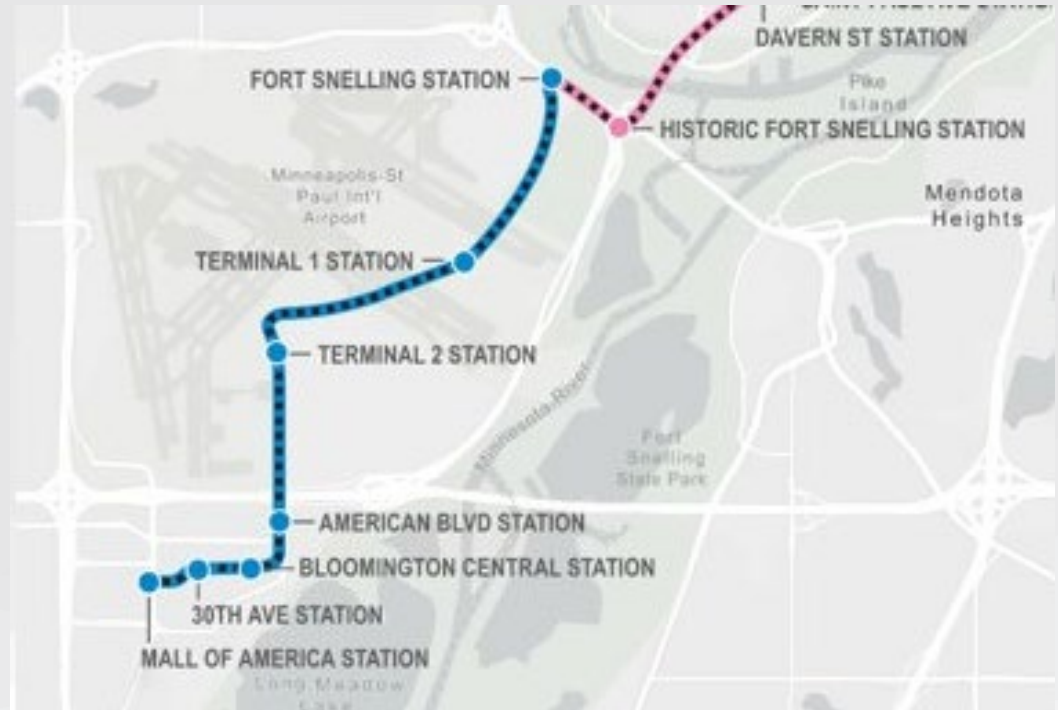 DAVERN ST STATION
FORT SNELLING STATION
Pike
Island
HISTORIC FORT SNELLING STATION
Minneapolis-St
Paul Int'l
Airport
Mendota
Heights
TERMINAL 1 STATION
TERMINAL 2 STATION
Minnesota River
Fort
Snelling
State Park
AMERICAN BLVD STATION
BLOOMINGTON CENTRAL STATION
30TH AVE STATION
MALL OF AMERICA STATION
Long Meadow
Lake